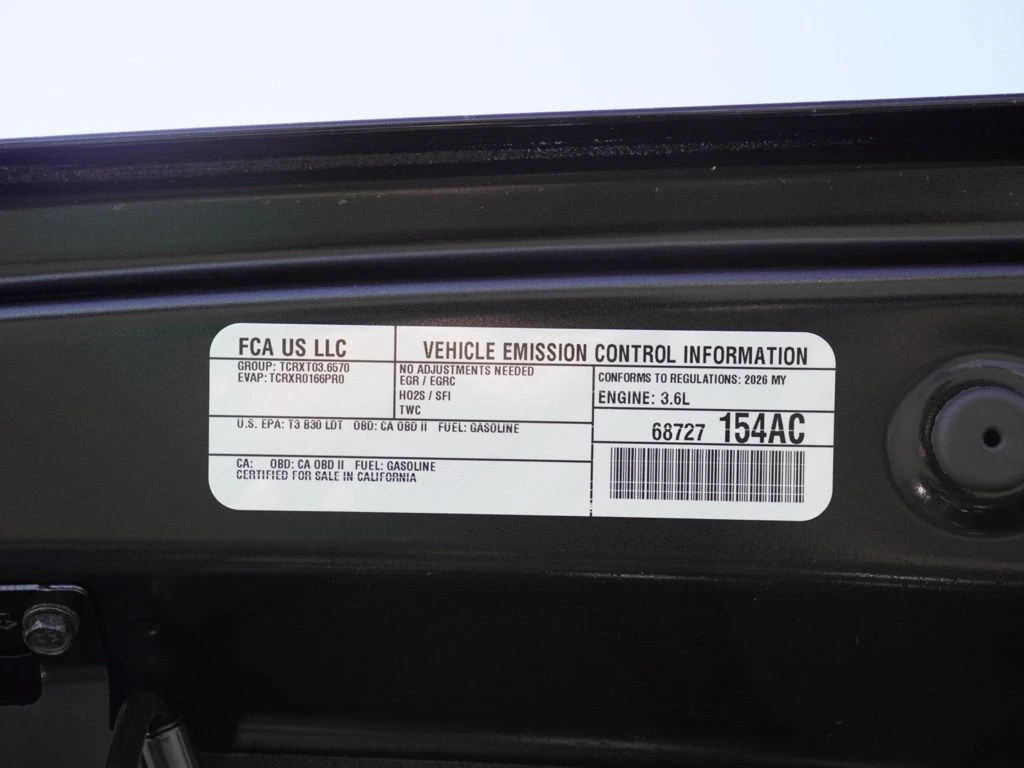 FCA US LLC
GROUP: TCRXT03.6570
EVAP: TCRXR0166PR0
VEHICLE EMISSION CONTROL INFORMATION
NO ADJUSTMENTS NEEDED
EGR / EGRC
HO2S / SFI
TWC
CONFORMS TO REGULATIONS: 2026 MY
ENGINE: 3.6L
U.S. EPA: T3 B30 LDT OBD: CA OBD II FUEL: GASOLINE
68727 154AC
CA: OBD: CA OBD II FUEL: GASOLINE
CERTIFIED FOR SALE IN CALIFORNIA